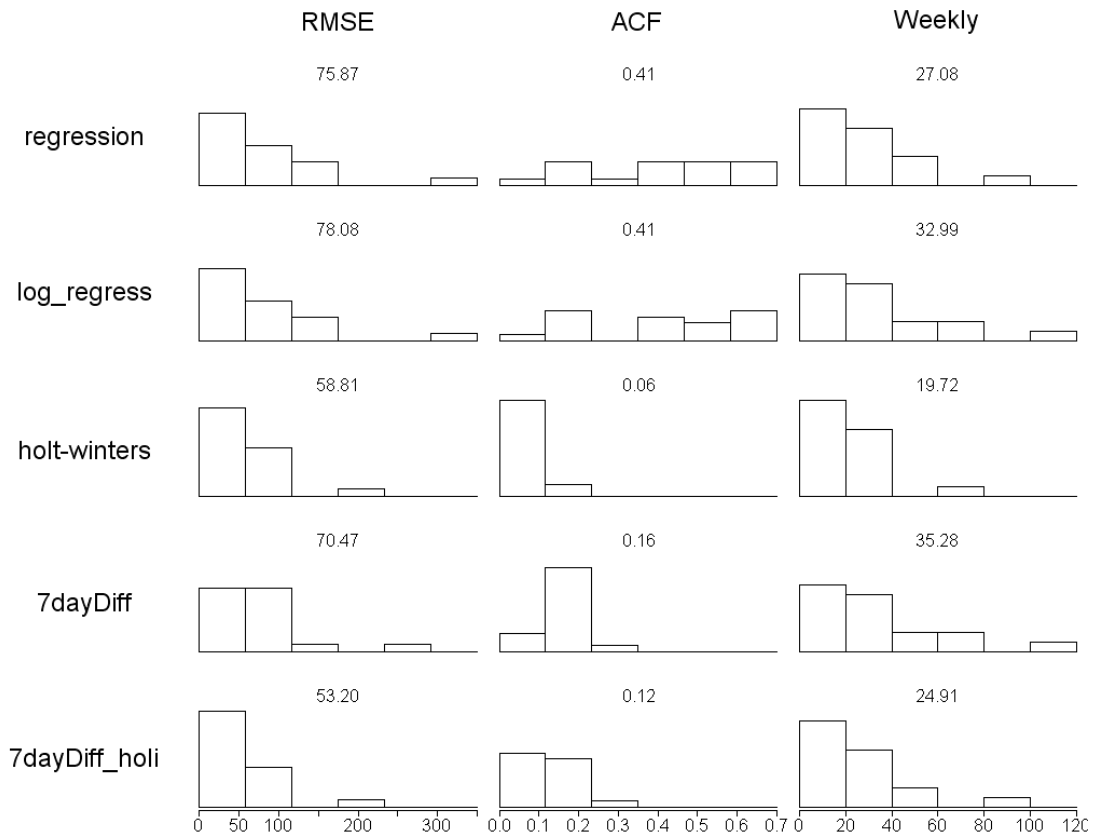 RMSE ACF Weekly
75.87 0.41 27.08
regression
78.08 0.41 32.99
log_regress
58.81 0.06 19.72
holt-winters
70.47 0.16 35.28
7dayDiff
53.20 0.12 24.91
7dayDiff_holi
0 50 100 200 300 0.0 0.1 0.2 0.3 0.4 0.5 0.6 0.7 0 20 40 60 80 100 120